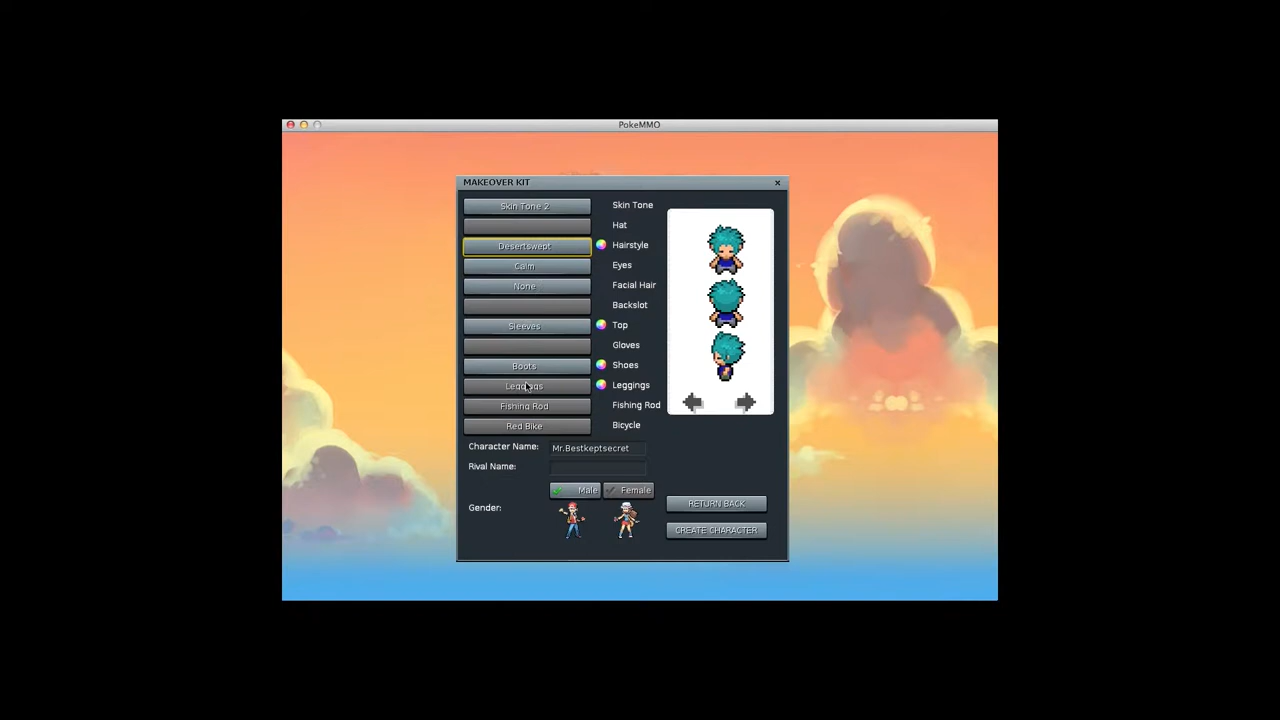 PokeMMO
MAKEOVER KIT
Skin Tone 2 Skin Tone
Hat
Desertswept Hairstyle
Calm Eyes
None Facial Hair
Backslot
Sleeves Top
Gloves
Boots Shoes
Leggings Leggings
Fishing Rod Fishing Rod
Red Bike Bicycle
Character Name: Mr.Bestkeptsecret
Rival Name:
Male Female
Gender:
RETURN BACK
CREATE CHARACTER